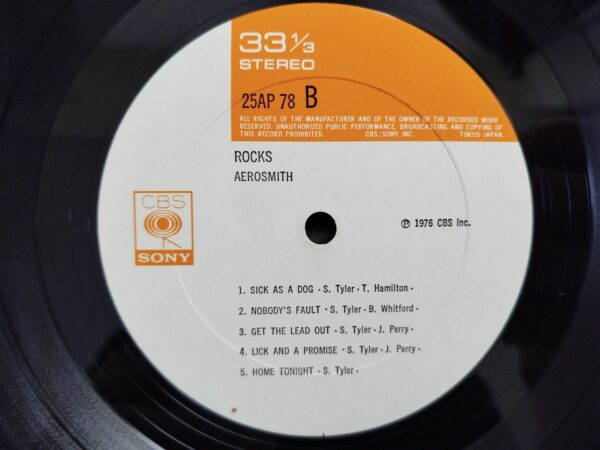 33 1/3
STEREO
25AP 78 B
ALL RIGHTS OF THE MANUFACTURER AND OF THE OWNER OF THE RECORDED WORK
RESERVED. UNAUTHORIZED PUBLIC PERFORMANCE, BROADCASTING AND COPYING OF
THIS RECORD PROHIBITED. CBS/SONY INC. TOKYO JAPAN
ROCKS
AEROSMITH
CBS
SONY
℗ 1976 CBS Inc.
1. SICK AS A DOG - S. Tyler - T. Hamilton -
2. NOBODY'S FAULT - S. Tyler - B. Whitford -
3. GET THE LEAD OUT - S. Tyler - J. Perry -
4. LICK AND A PROMISE - S. Tyler - J. Perry -
5. HOME TONIGHT - S. Tyler -